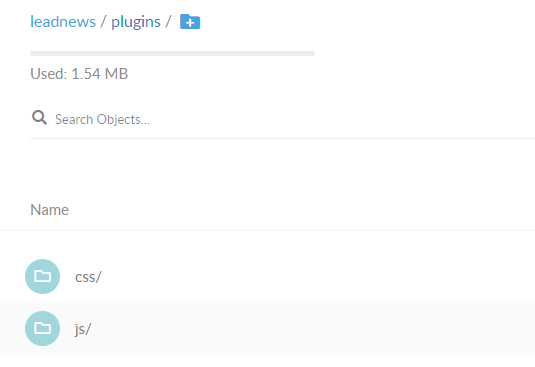 leadnews / plugins /
Used: 1.54 MB
Search Objects...
Name
css/
js/